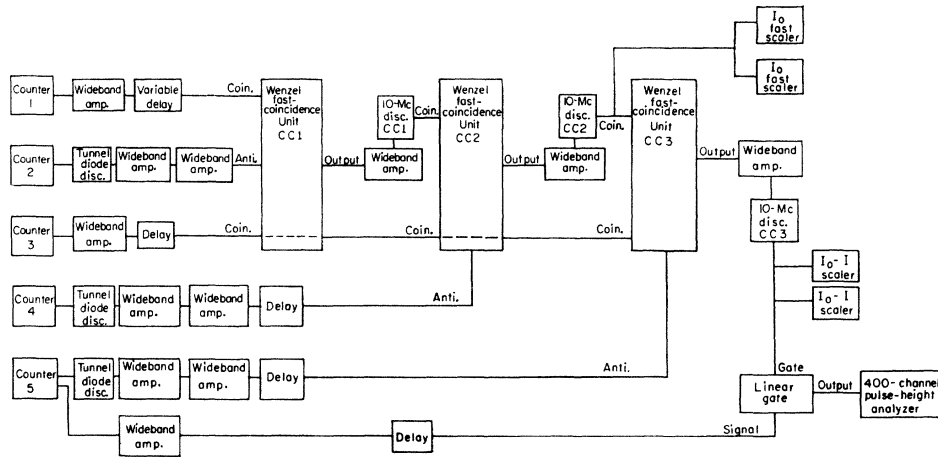 Io
fast
scaler
Io
fast
scaler
Counter
1
Wideband
amp.
Variable
delay
Coin.
Wenzel
fast-
coincidence
Unit
CC1
10-Mc
disc.
CC1
Coin.
Wenzel
fast-
coincidence
Unit
CC2
10-Mc
disc.
CC2
Coin.
Wenzel
fast-
coincidence
Unit
CC3
Counter
2
Tunnel
diode
disc.
Wideband
amp.
Wideband
amp.
Anti.
Output
Wideband
amp.
Output
Wideband
amp.
Output
Wideband
amp.
10-Mc
disc.
CC3
Counter
3
Wideband
amp.
Delay
Coin.
Coin.
Coin.
Io-I
scaler
Io-I
scaler
Counter
4
Tunnel
diode
disc.
Wideband
amp.
Wideband
amp.
Delay
Anti.
Counter
5
Tunnel
diode
disc.
Wideband
amp.
Wideband
amp.
Delay
Anti.
Gate
Linear
gate
Output
400-channel
pulse-height
analyzer
Wideband
amp.
Delay
Signal